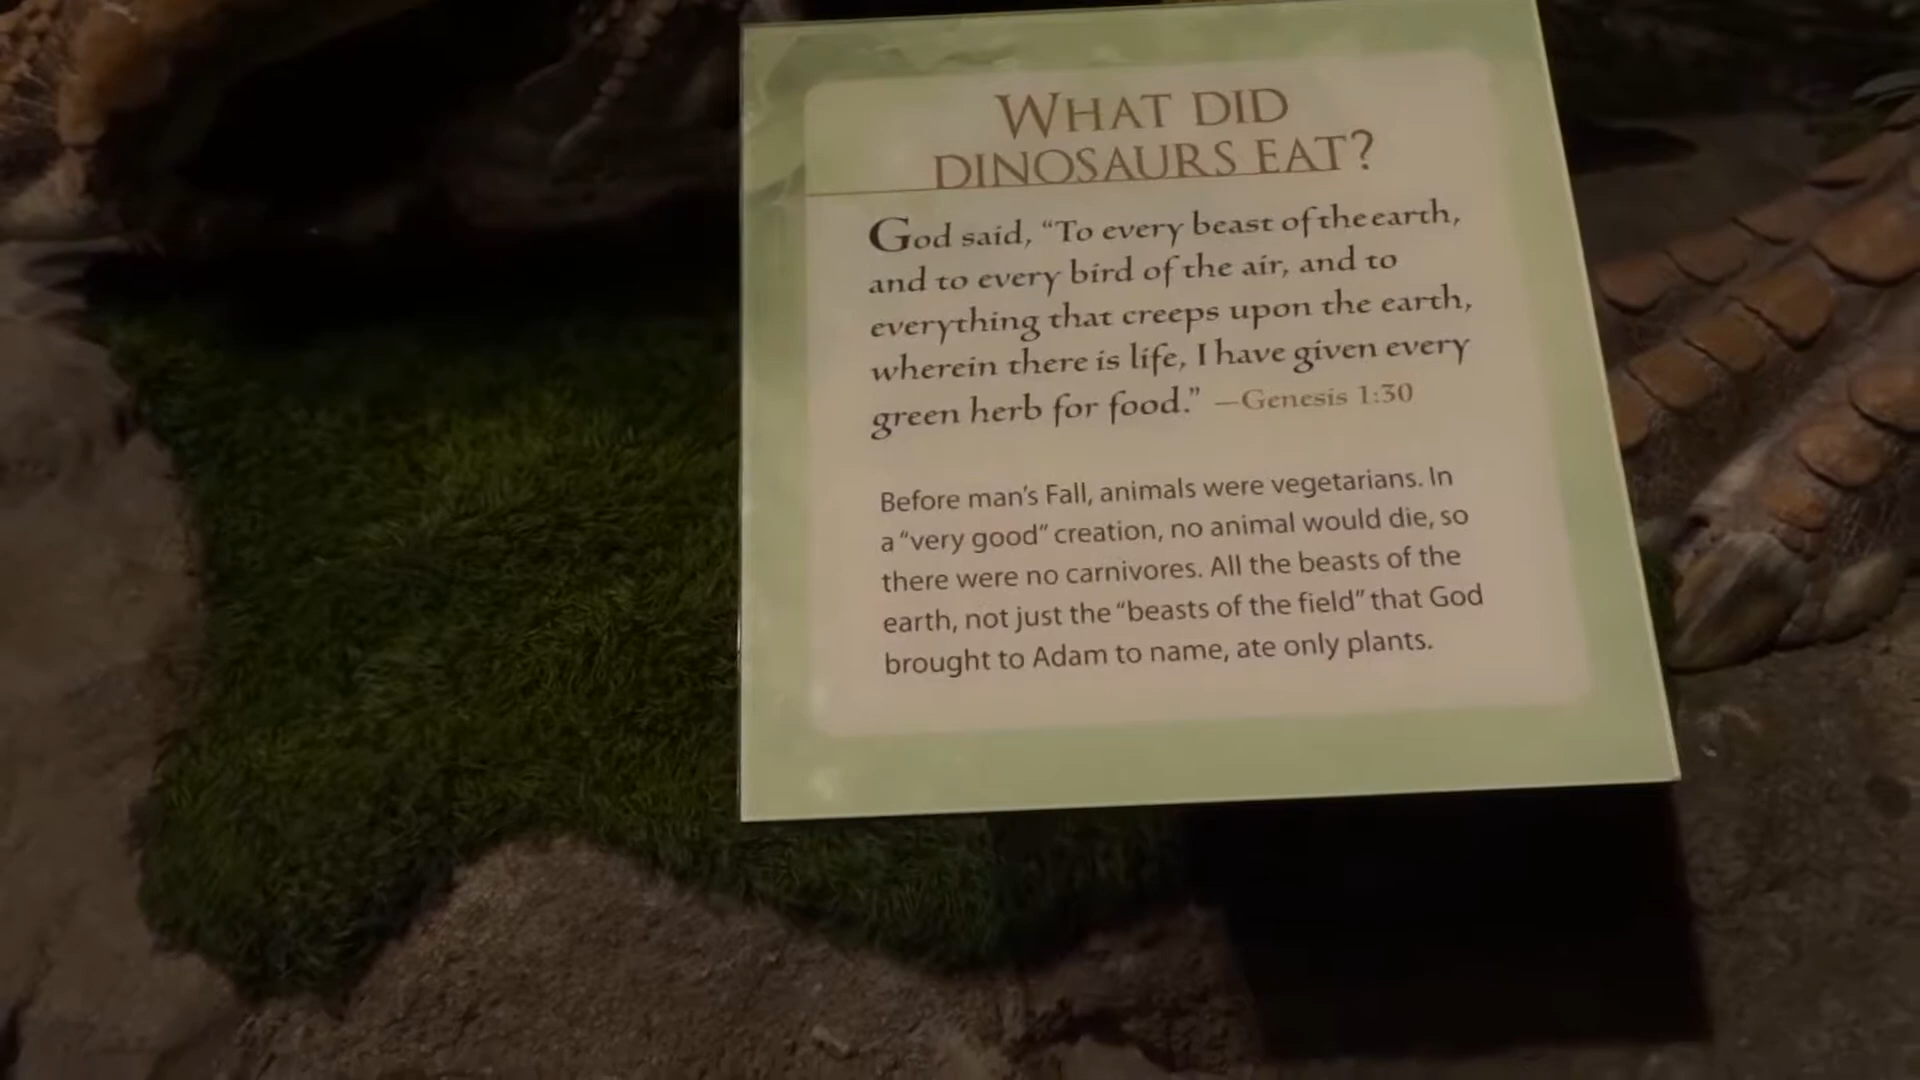 WHAT DID
DINOSAURS EAT?
God said, “To every beast of the earth,
and to every bird of the air, and to
everything that creeps upon the earth,
wherein there is life, I have given every
green herb for food.” —Genesis 1:30
Before man’s Fall, animals were vegetarians. In
a “very good” creation, no animal would die, so
there were no carnivores. All the beasts of the
earth, not just the “beasts of the field” that God
brought to Adam to name, ate only plants.